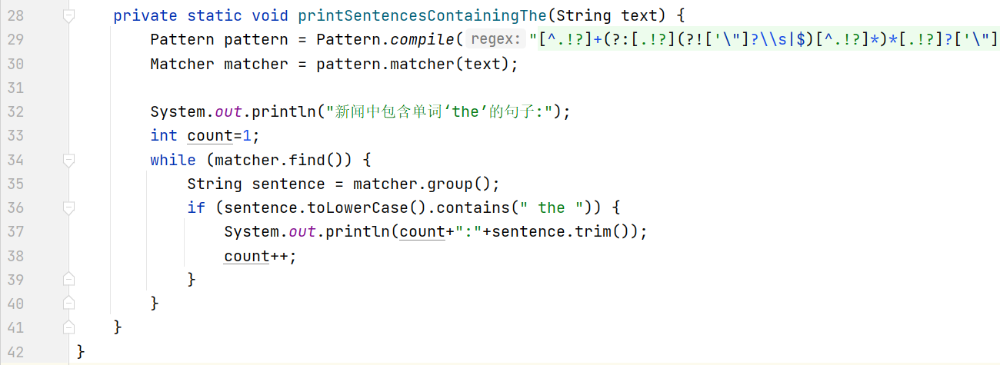 28 private static void printSentencesContainingThe(String text) {
29 Pattern pattern = Pattern.compile( regex: "[^.!?]+(?:[.!?](?!['\"]?\\s|$)[^.!?]*)*[.!?]?['\"]
30 Matcher matcher = pattern.matcher(text);
31
32 System.out.println("新闻中包含单词‘the’的句子:");
33 int count=1;
34 while (matcher.find()) {
35 String sentence = matcher.group();
36 if (sentence.toLowerCase().contains(" the ")) {
37 System.out.println(count+":"+sentence.trim());
38 count++;
39 }
40 }
41 }
42 }